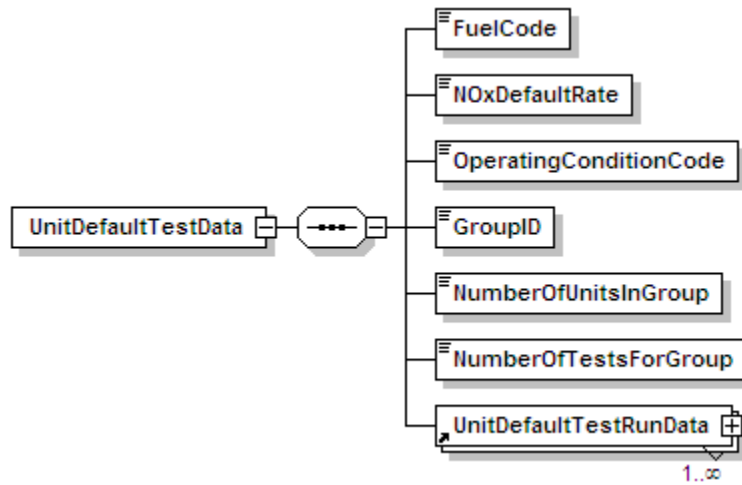 FuelCode
NOxDefaultRate
OperatingConditionCode
UnitDefaultTestData
GroupID
NumberOfUnitsInGroup
NumberOfTestsForGroup
UnitDefaultTestRunData
1..∞